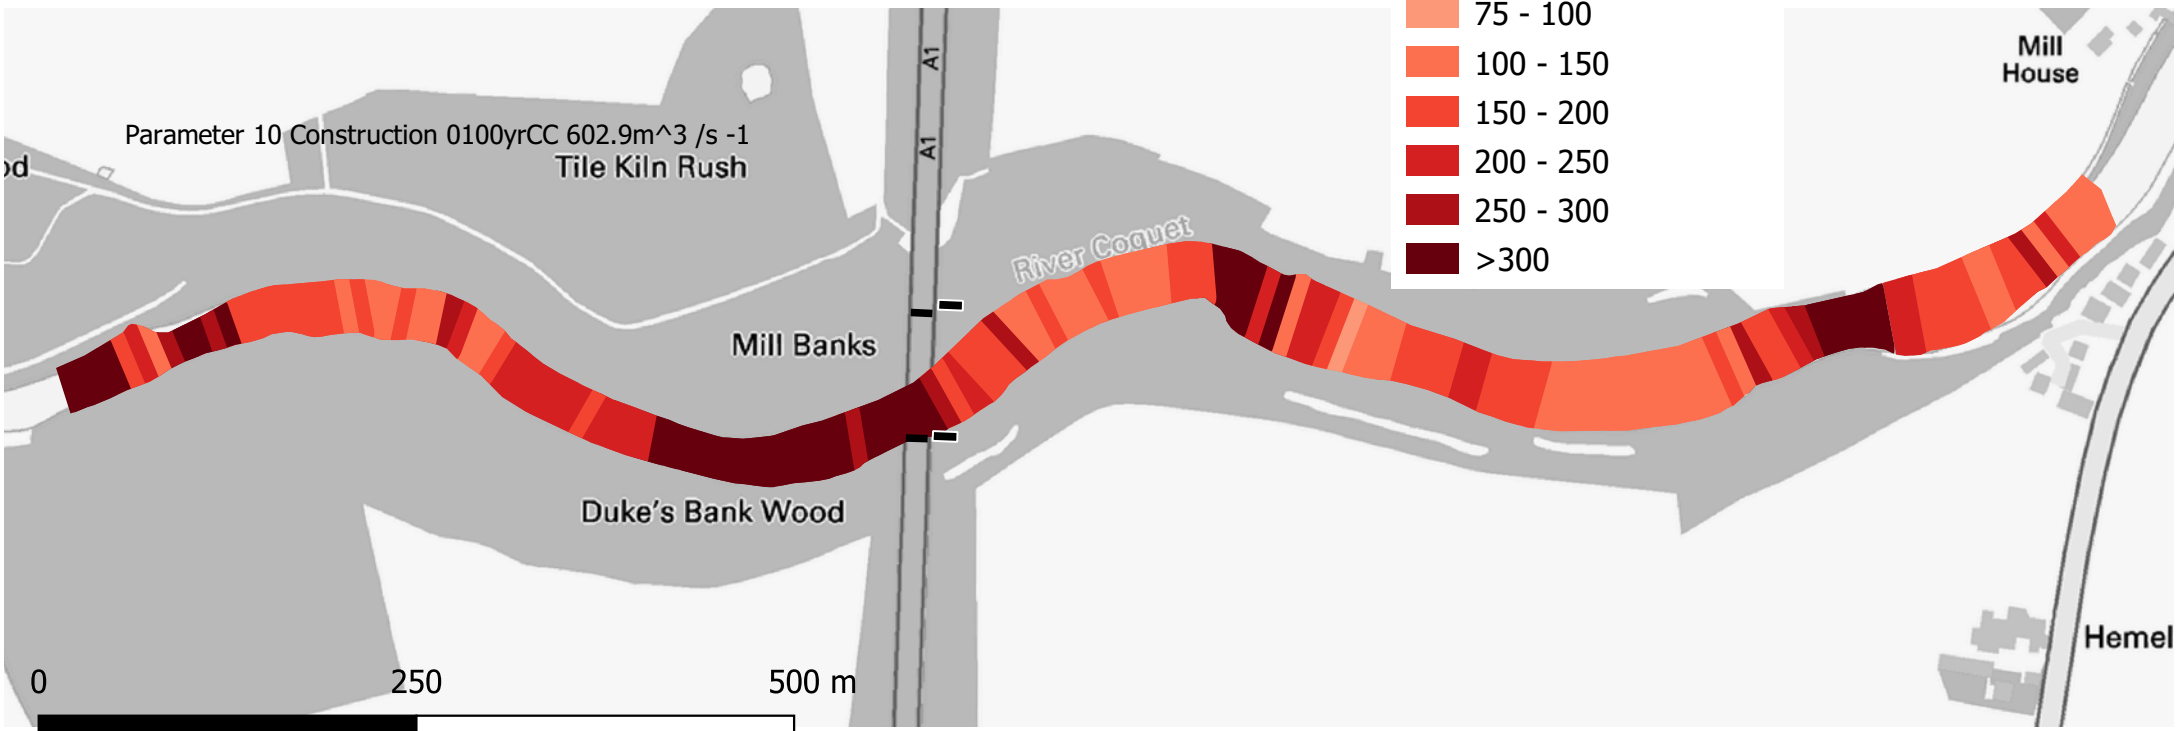 75 - 100
100 - 150
150 - 200
200 - 250
250 - 300
>300
Mill
House
A1
A1
Parameter 10 Construction 0100yrCC 602.9m^3 /s -1
od
Tile Kiln Rush
River Coquet
Mill Banks
Duke's Bank Wood
Hemel
0 250 500 m